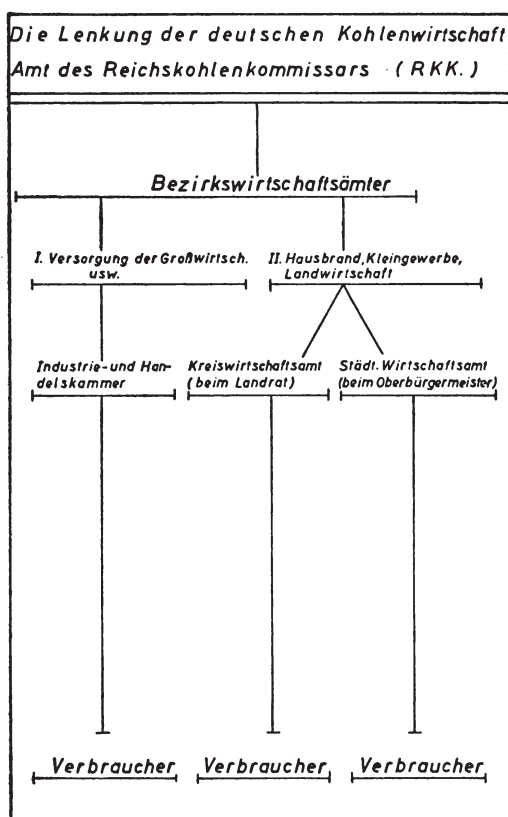 Die Lenkung der deutschen Kohlenwirtschaft
Amt des Reichskohlenkommissars (RKK.)
Bezirkswirtschaftsämter
I. Versorgung der Großwirtsch.
usw.
II. Hausbrand, Kleingewerbe,
Landwirtschaft
Industrie- und Han-
delskammer
Kreiswirtschaftsamt
(beim Landrat)
Städt. Wirtschaftsamt
(beim Oberbürgermeister)
Verbraucher
Verbraucher
Verbraucher